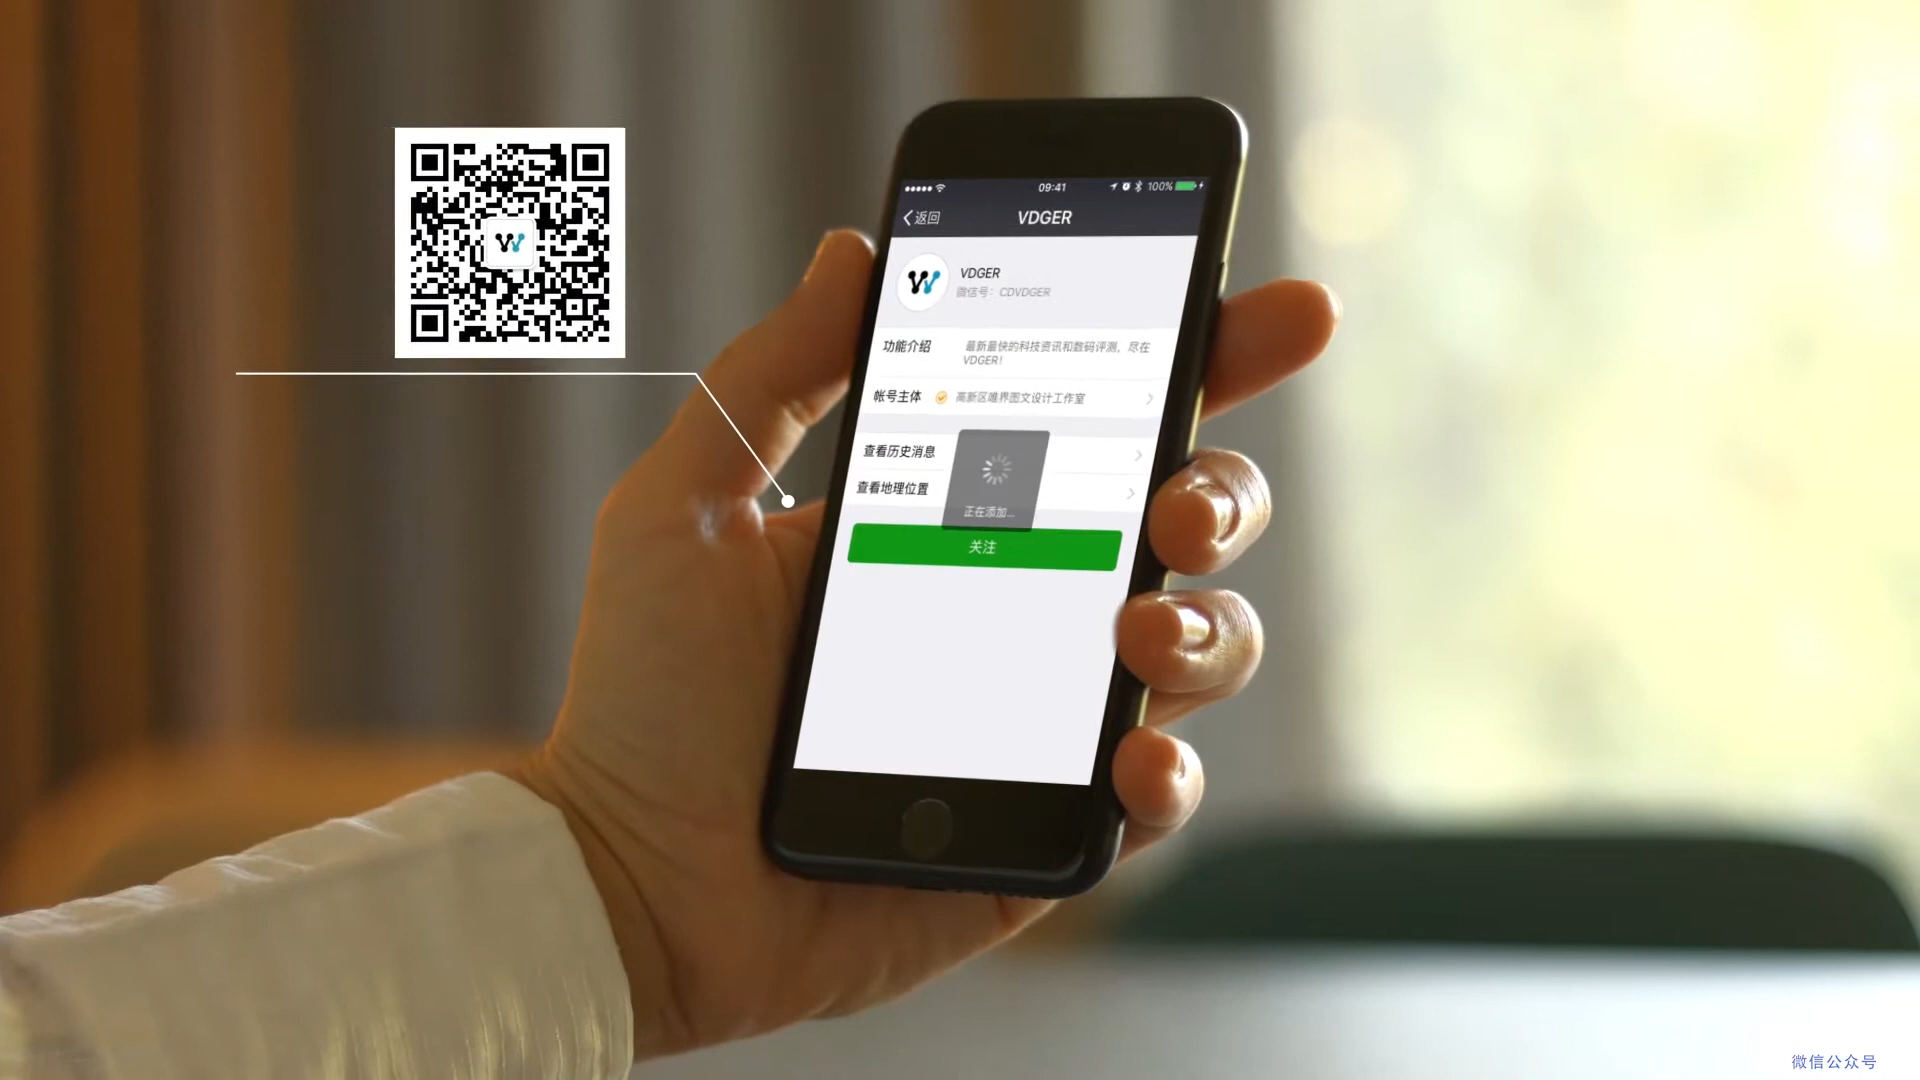 09:41
100%
返回
VDGER
VDGER
微信号：CDVDGER
功能介绍
最新最快的科技资讯和数码评测，尽在
VDGER！
帐号主体
高新区唯界图文设计工作室
查看历史消息
查看地理位置
正在添加...
关注
微信公众号